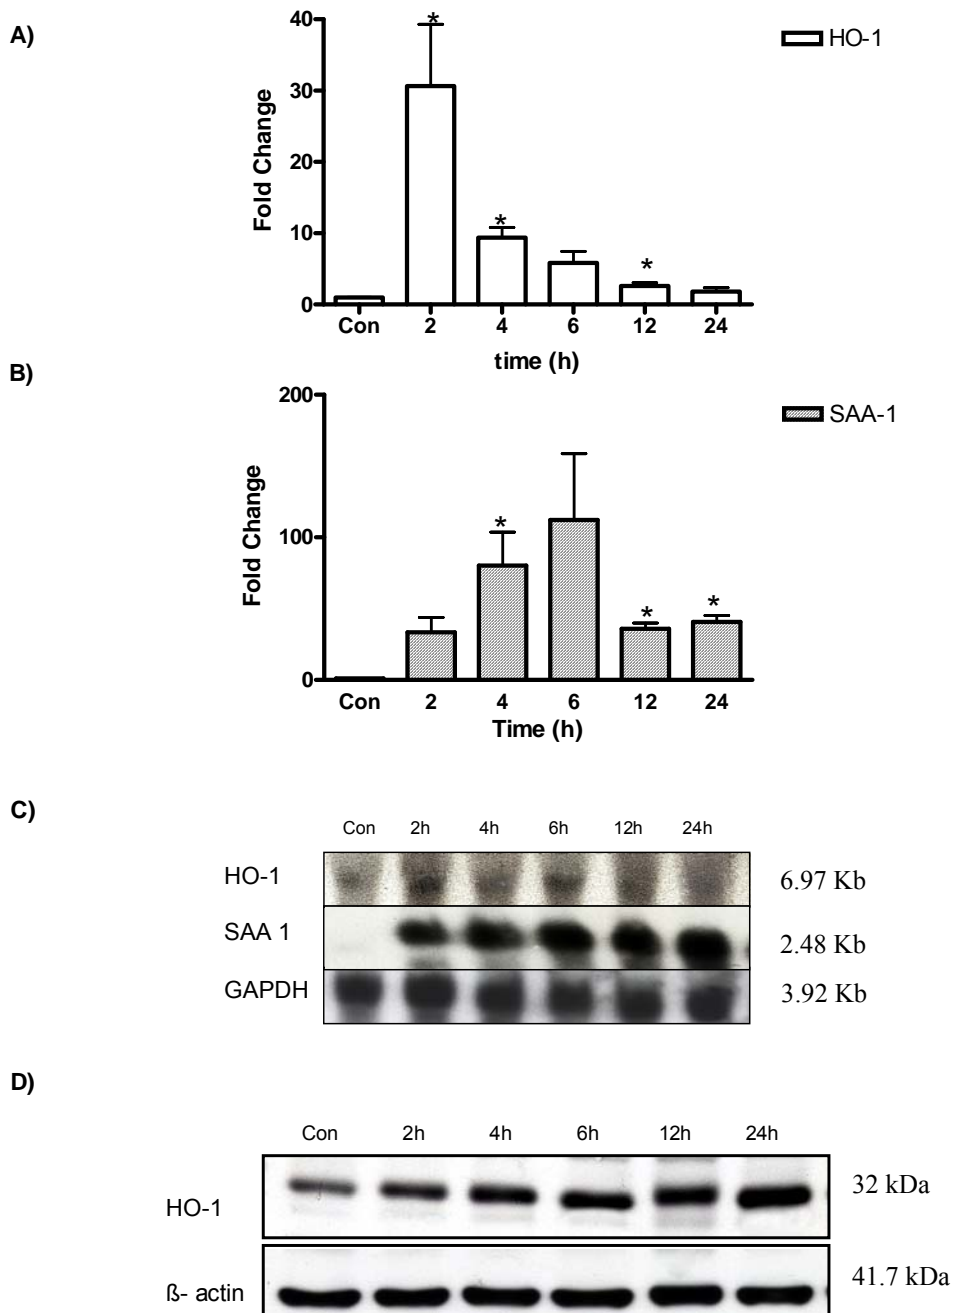 A)
40
30
20
10
0
Fold Change
*
*
*
Con 2 4 6 12 24
time (h)
HO-1
B)
200
100
0
Fold Change
*
*
*
Con 2 4 6 12 24
Time (h)
SAA-1
C)
Con 2h 4h 6h 12h 24h
HO-1 6.97 Kb
SAA 1 2.48 Kb
GAPDH 3.92 Kb
D)
Con 2h 4h 6h 12h 24h
HO-1 32 kDa
ß- actin 41.7 kDa